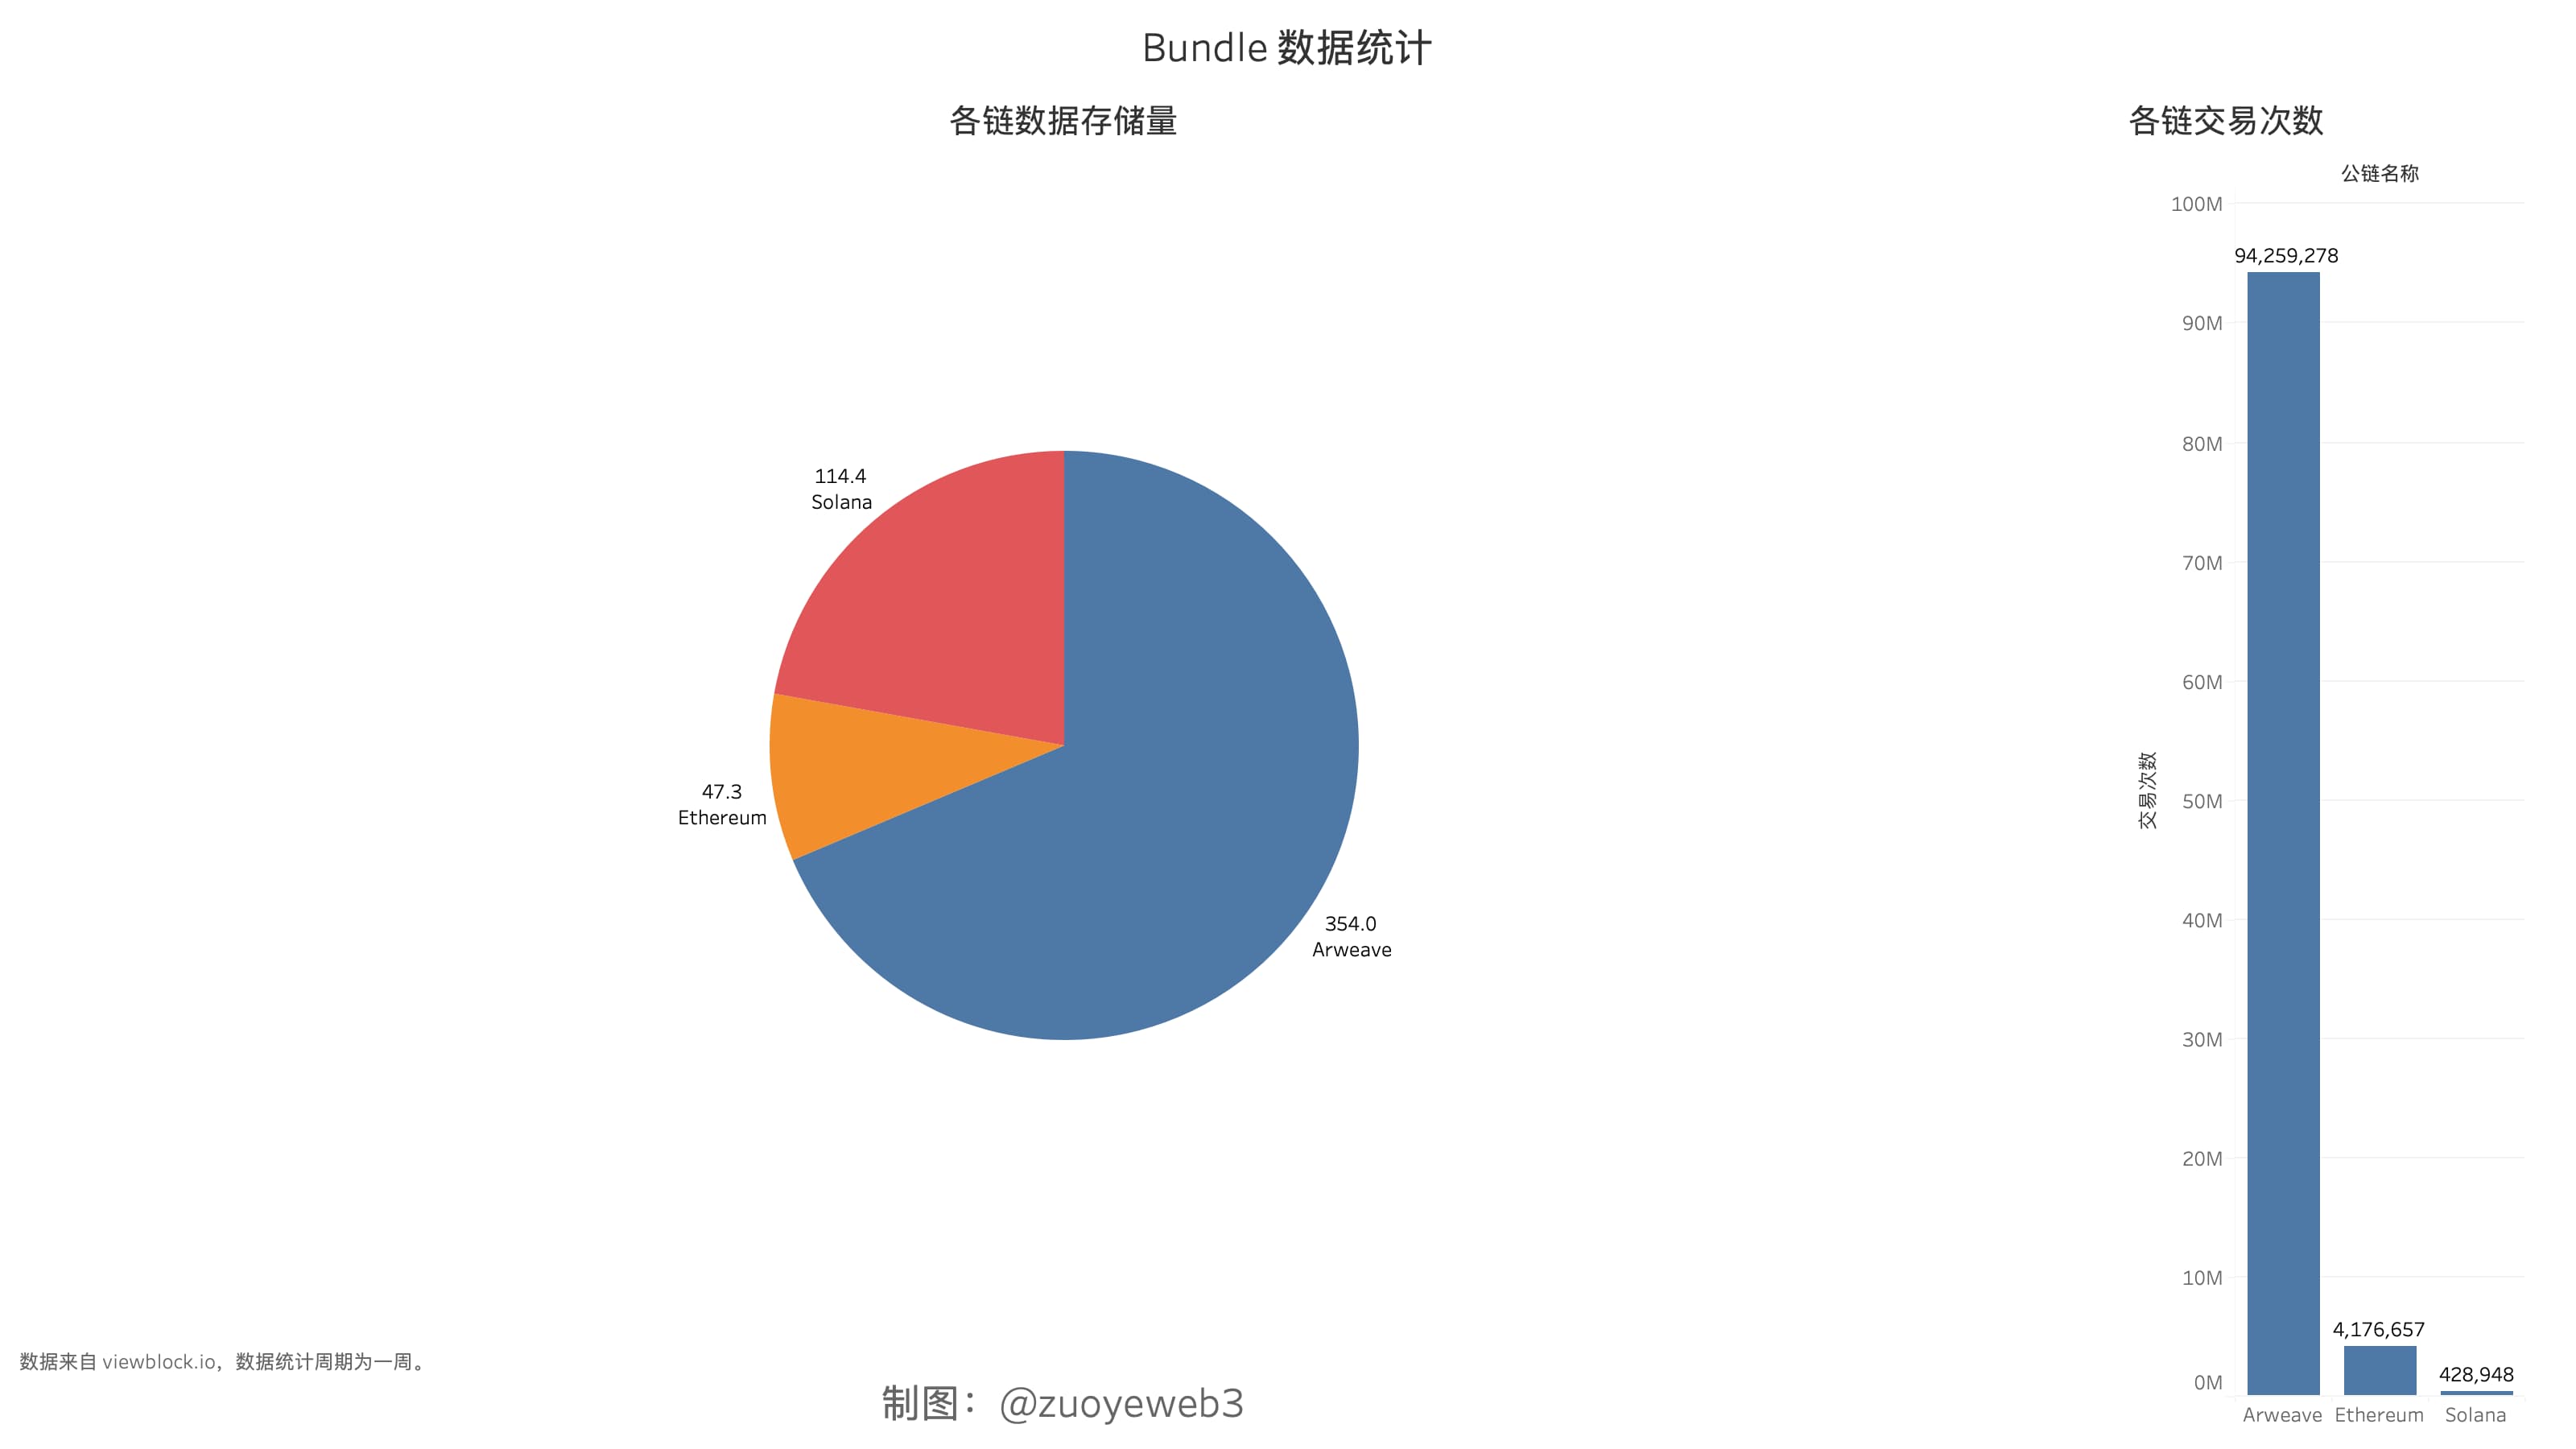 Bundle 数据统计
各链数据存储量
114.4
Solana
47.3
Ethereum
354.0
Arweave
各链交易次数
公链名称
100M
94,259,278
90M
80M
70M
60M
交易次数
50M
40M
30M
20M
10M
4,176,657
428,948
0M
Arweave Ethereum Solana
数据来自 viewblock.io，数据统计周期为一周。
制图：@zuoyeweb3